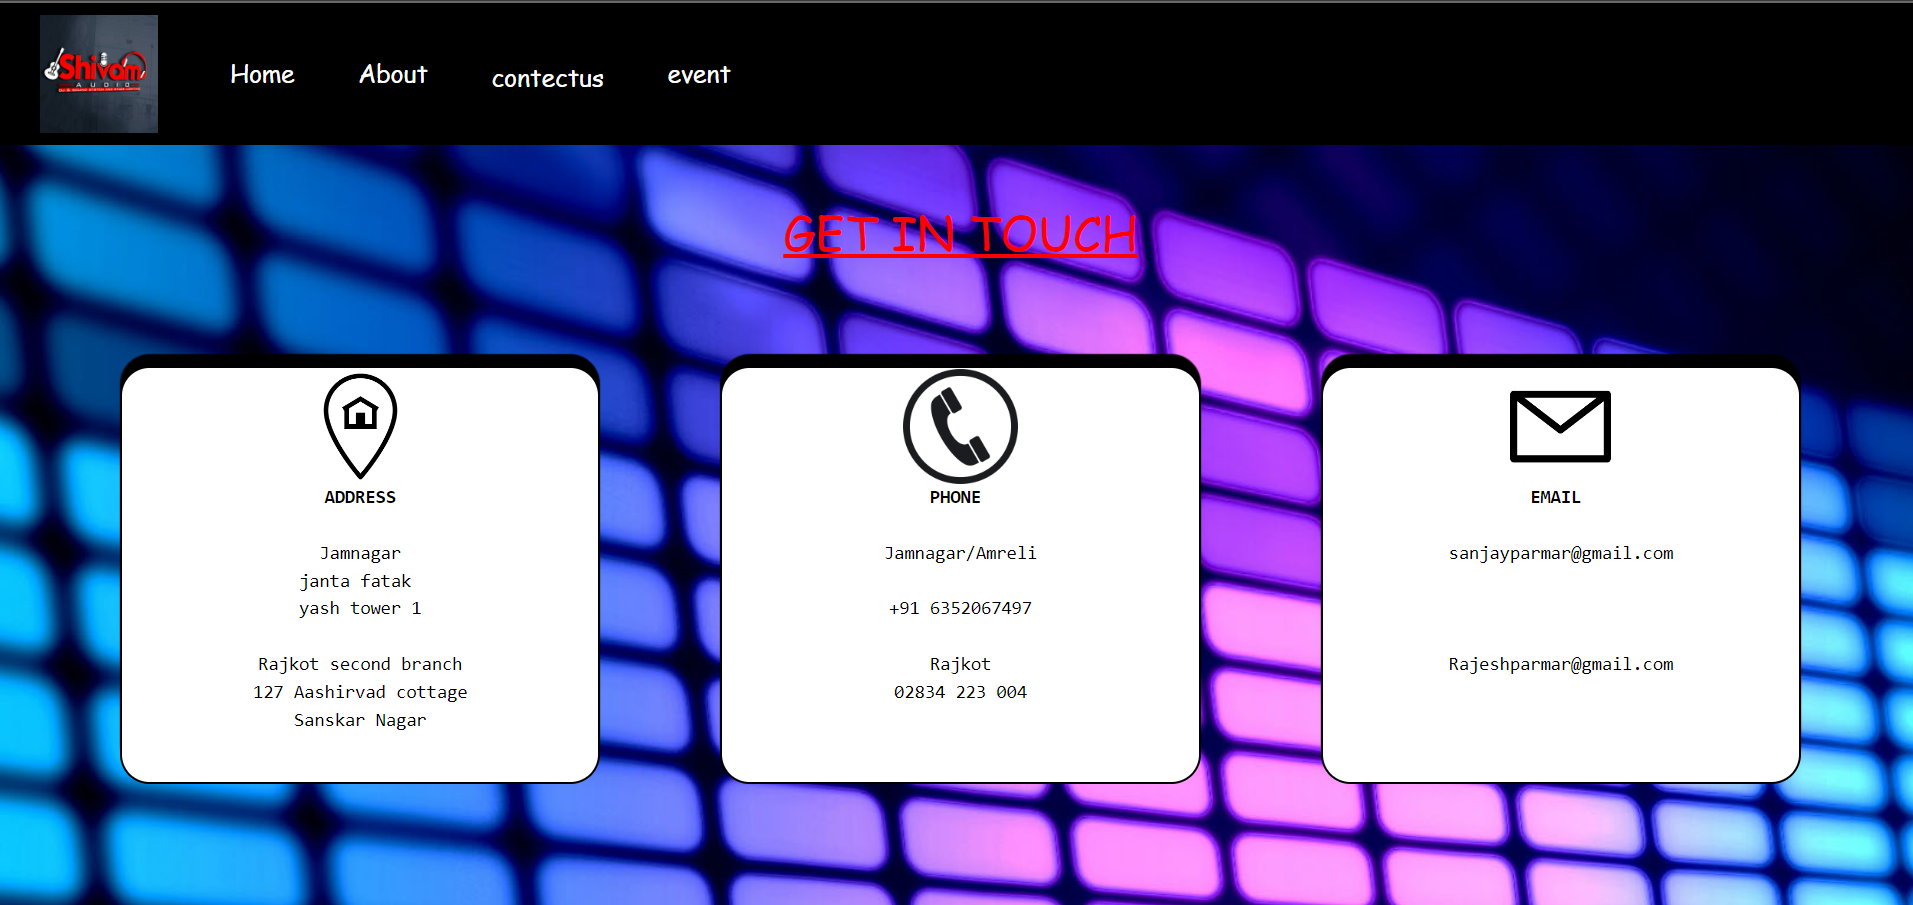 Shivam
AUDIO
Home
About
contectus
event
GET IN TOUCH
ADDRESS
Jamnagar
janta fatak
yash tower 1
Rajkot second branch
127 Aashirvad cottage
Sanskar Nagar
PHONE
Jamnagar/Amreli
+91 6352067497
Rajkot
02834 223 004
EMAIL
sanjayparmar@gmail.com
Rajeshparmar@gmail.com